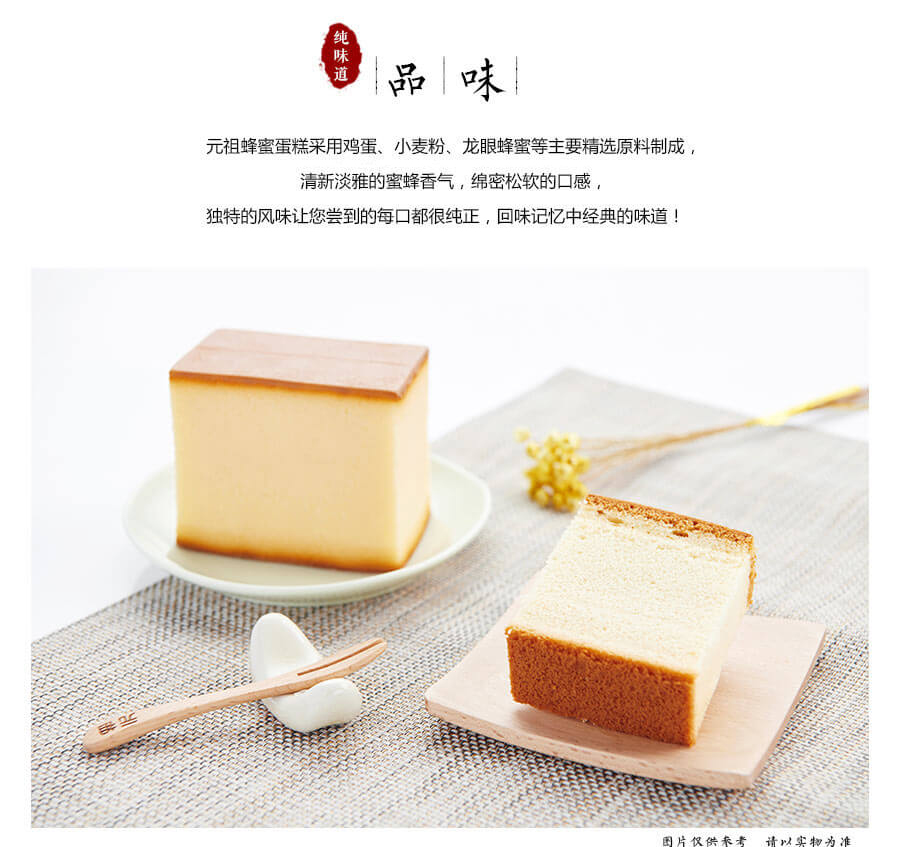 纯味道
品味
元祖蜂蜜蛋糕采用鸡蛋、小麦粉、龙眼蜂蜜等主要精选原料制成，
清新淡雅的蜜蜂香气，绵密松软的口感，
独特的风味让您尝到的每口都很纯正，回味记忆中经典的味道！
元祖
图片仅供参考 请以实物为准